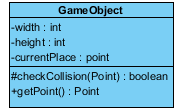 GameObject
-width : int
-height : int
-currentPlace : point
#checkCollision(Point) : boolean
+getPoint() : Point